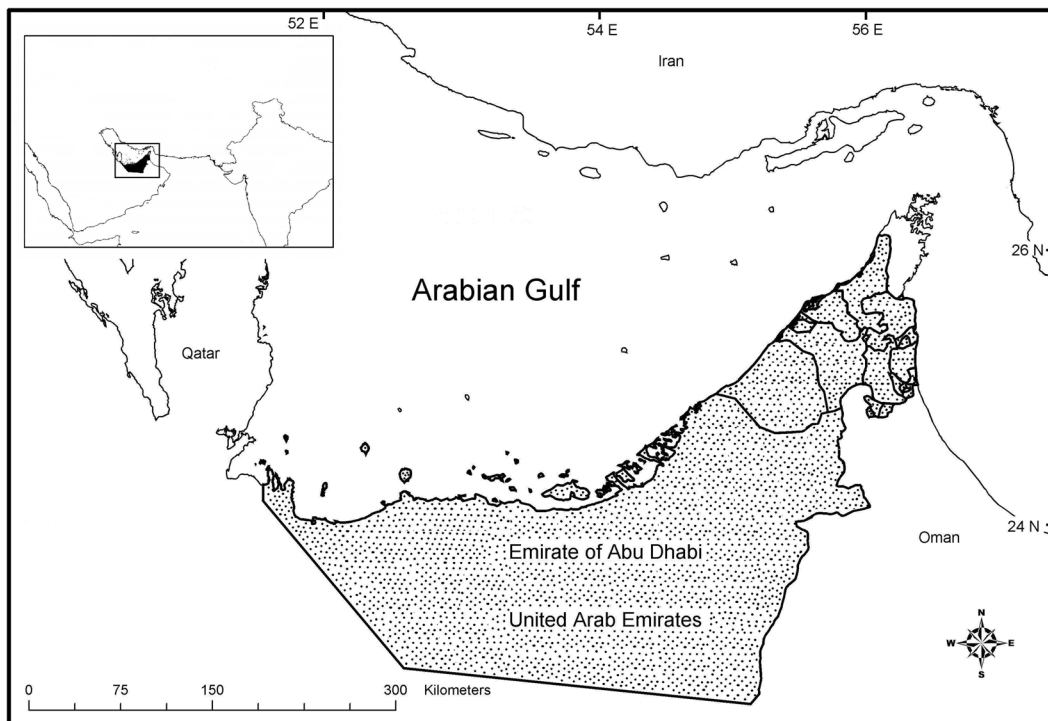 52 E
54 E
56 E
Iran
26 N
Arabian Gulf
Qatar
24 N
Oman
Emirate of Abu Dhabi
United Arab Emirates
N
W E
S
0 75 150 300 Kilometers